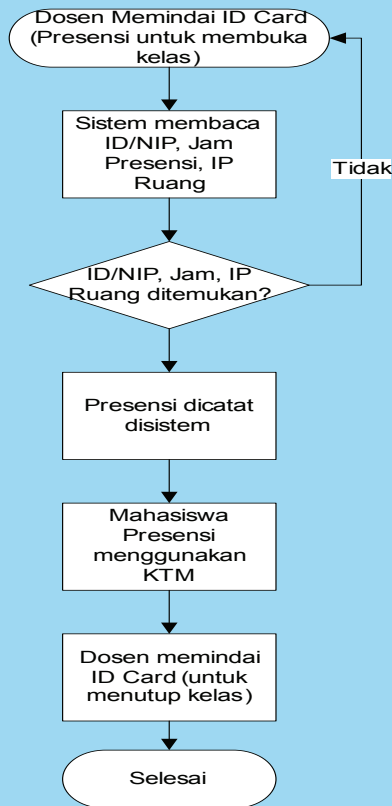 Dosen Memindai ID Card
(Presensi untuk membuka
kelas)
Sistem membaca
ID/NIP, Jam
Presensi, IP
Ruang
Tidak
ID/NIP, Jam, IP
Ruang ditemukan?
Presensi dicatat
disistem
Mahasiswa
Presensi
menggunakan
KTM
Dosen memindai
ID Card (untuk
menutup kelas)
Selesai